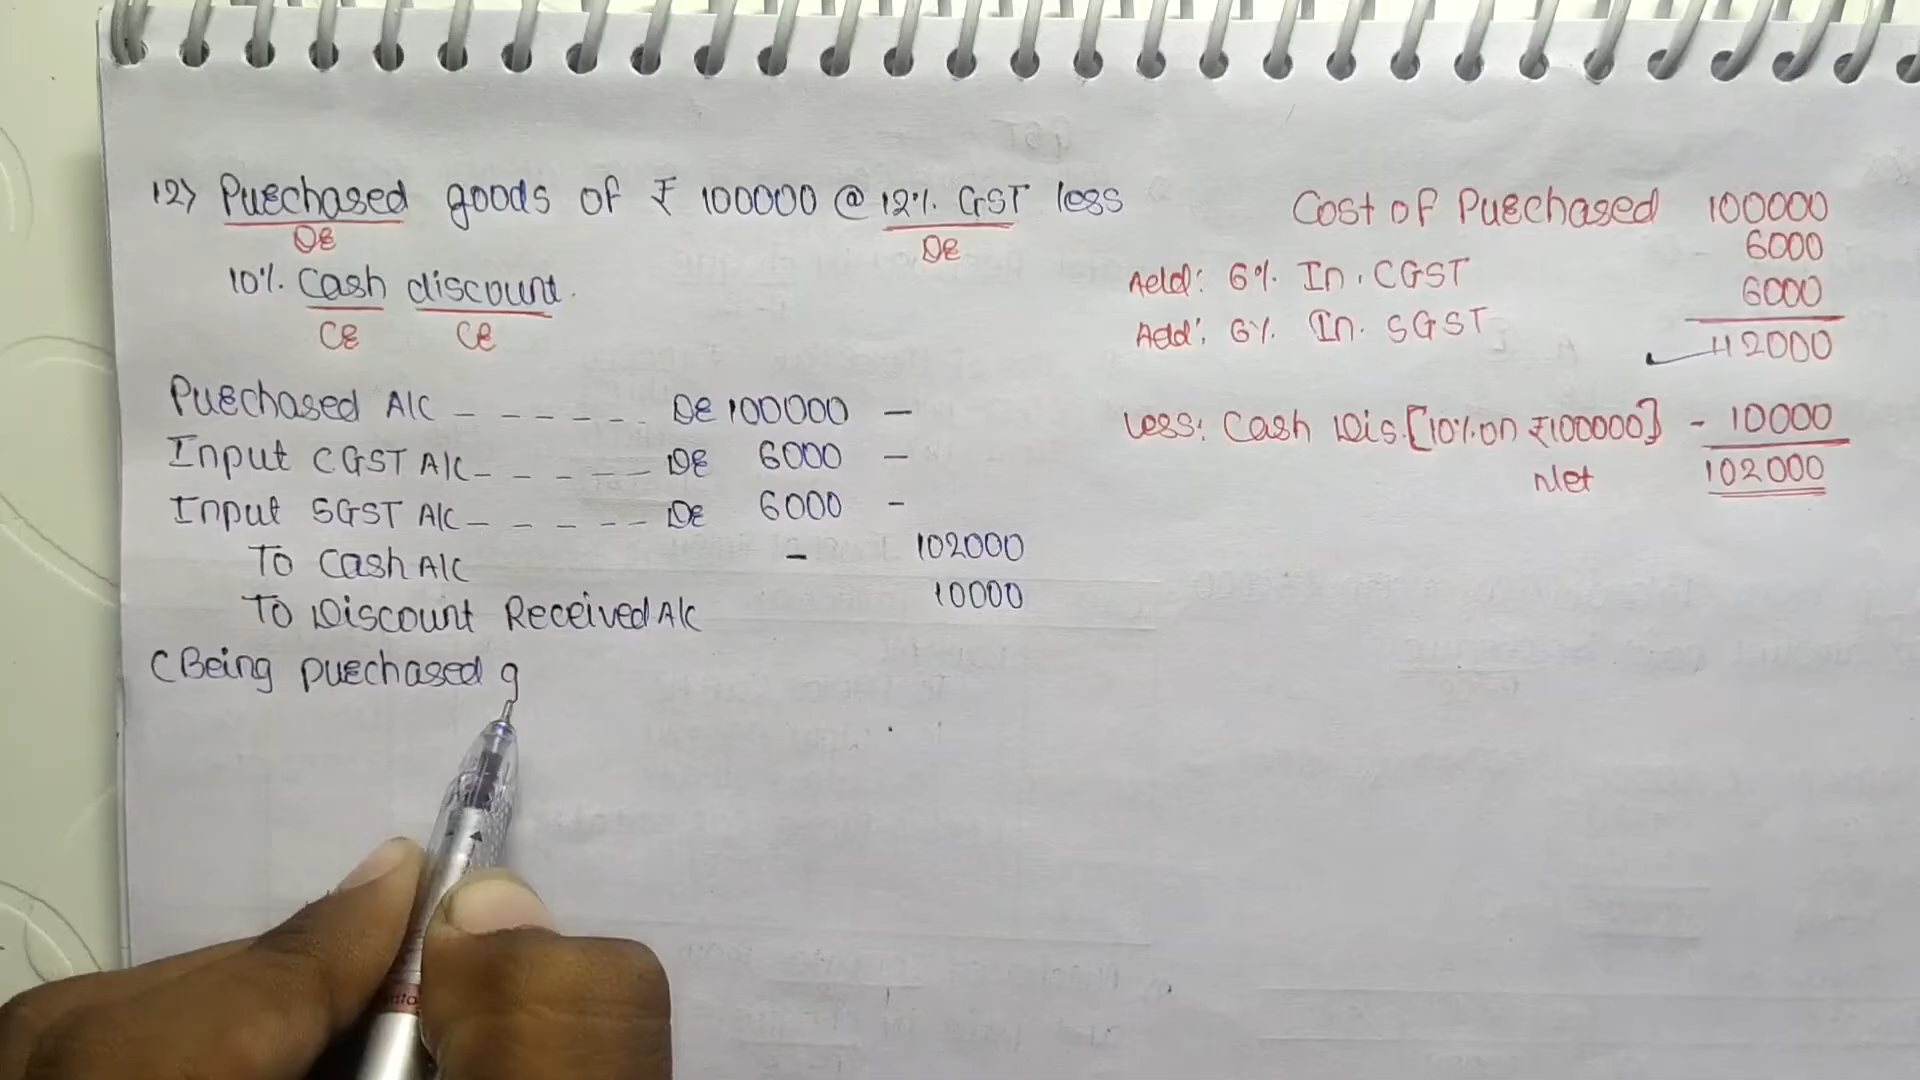 12) Purchased goods of ₹ 100000 @ 12% GST less
Dr Dr
10% Cash discount.
Cr Cr
Purchased A/C - - - - - - Dr 100000 -
Input CGST A/C - - - - - - Dr 6000 -
Input SGST A/C - - - - - - Dr 6000 -
To Cash A/C - 102000
To Discount Received A/C 10000
(Being purchased g
Cost of Purchased 100000
Add: 6% In. CGST 6000
Add: 6% In. SGST 6000
112000
Less: Cash Dis. [10% on ₹100000] - 10000
Net 102000